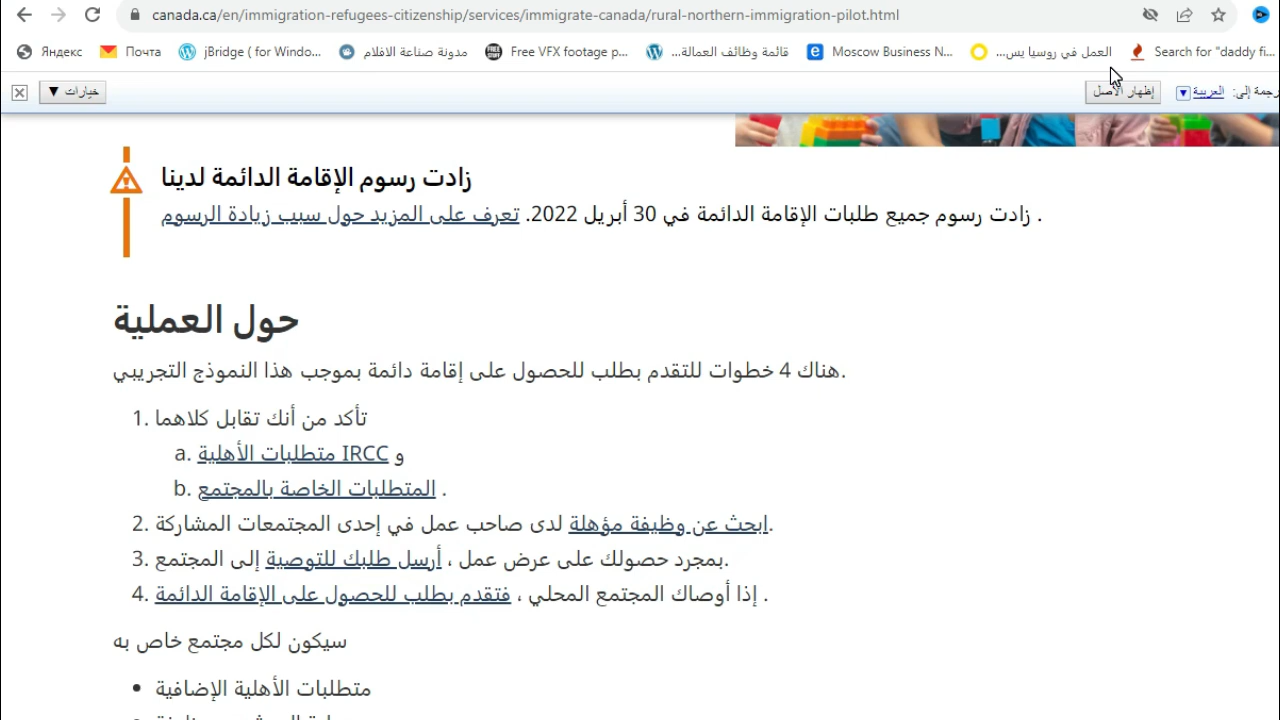 canada.ca/en/immigration-refugees-citizenship/services/immigrate-canada/rural-northern-immigration-pilot.html
Яндекс Почта jBridge ( for Windo... مدونة صناعة الافلام Free VFX footage p... قائمة وظائف العمالة... Moscow Business N... العمل في روسيا يس... Search for "daddy fi...
خيارات ▼ إظهار الأصل العربية ▼ رجمة إلى:
زادت رسوم الإقامة الدائمة لدينا
زادت رسوم جميع طلبات الإقامة الدائمة في 30 أبريل 2022. تعرف على المزيد حول سبب زيادة الرسوم .
حول العملية
هناك 4 خطوات للتقدم بطلب للحصول على إقامة دائمة بموجب هذا النموذج التجريبي.
1. تأكد من أنك تقابل كلاهما
a. متطلبات الأهلية IRCC و
b. المتطلبات الخاصة بالمجتمع .
2. ابحث عن وظيفة مؤهلة لدى صاحب عمل في إحدى المجتمعات المشاركة.
3. بمجرد حصولك على عرض عمل ، أرسل طلبك للتوصية إلى المجتمع.
4. إذا أوصاك المجتمع المحلي ، فتقدم بطلب للحصول على الإقامة الدائمة .
سيكون لكل مجتمع خاص به
• متطلبات الأهلية الإضافية